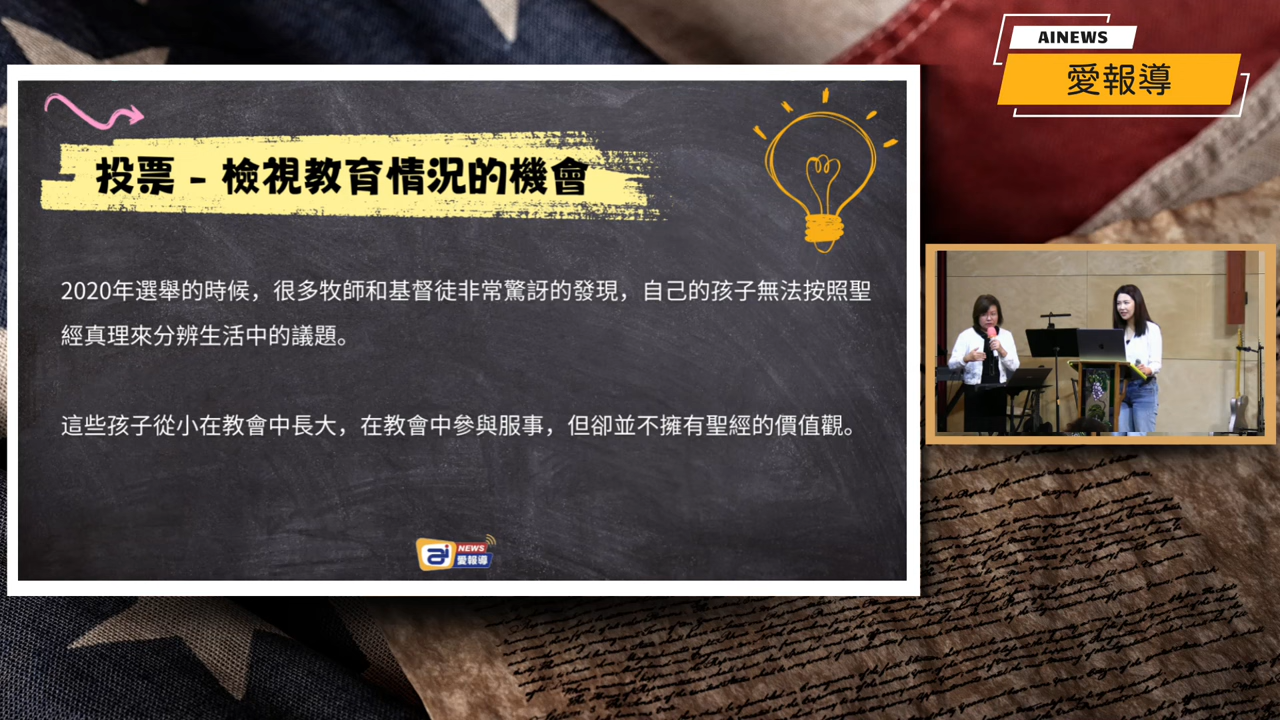 AINEWS
愛報導
投票 - 檢視教育情況的機會
2020年選舉的時候，很多牧師和基督徒非常驚訝的發現，自己的孩子無法按照聖
經真理來分辨生活中的議題。
這些孩子從小在教會中長大，在教會中參與服事，但卻並不擁有聖經的價值觀。
ai NEWS
愛報導